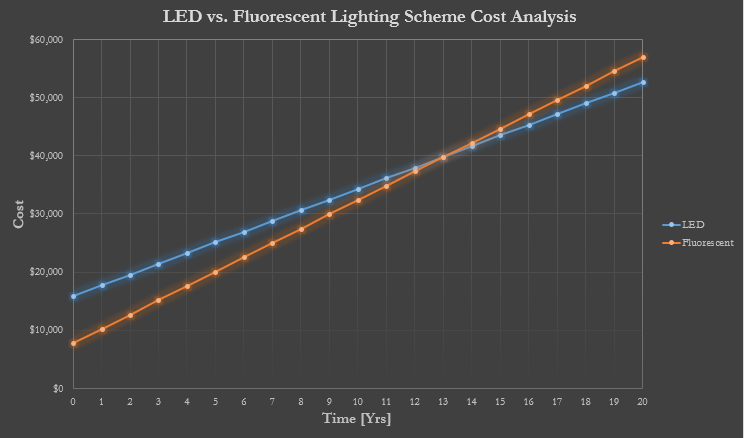 LED vs. Fluorescent Lighting Scheme Cost Analysis
$60,000
$50,000
$40,000
$30,000
$20,000
$10,000
$0
Cost
0 1 2 3 4 5 6 7 8 9 10 11 12 13 14 15 16 17 18 19 20
Time [Yrs]
LED
Fluorescent